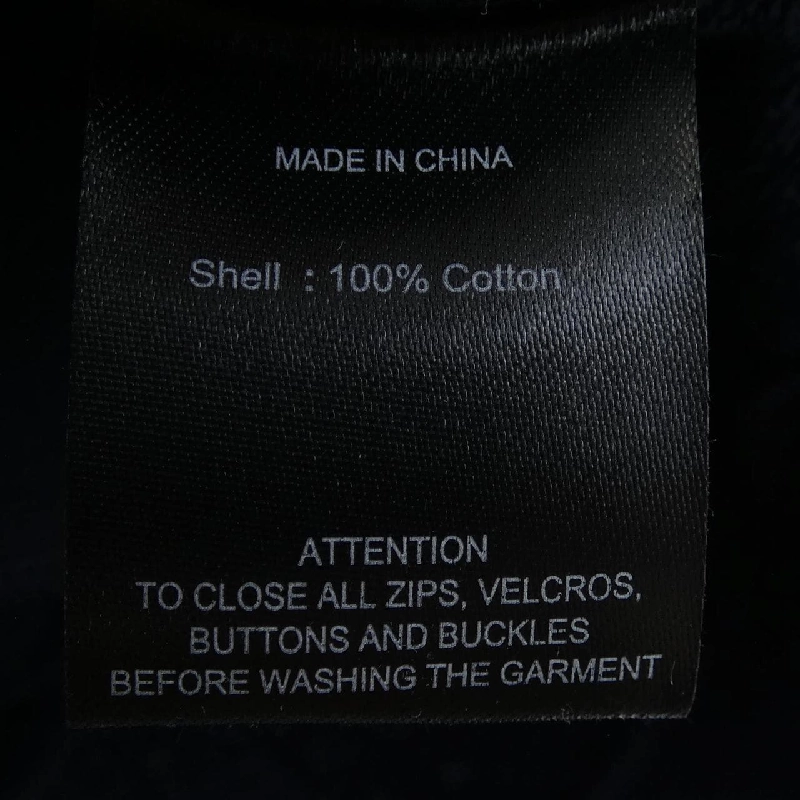 MADE IN CHINA
Shell : 100% Cotton
ATTENTION
TO CLOSE ALL ZIPS, VELCROS,
BUTTONS AND BUCKLES
BEFORE WASHING THE GARMENT